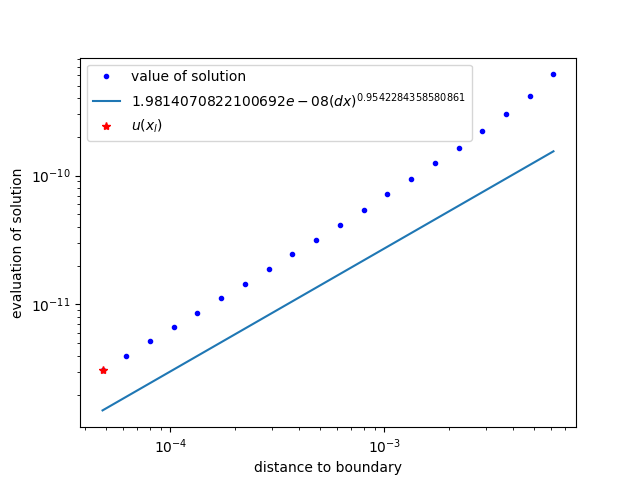 value of solution
1.9814070822100692e − 08(dx)^0.9542284358580861
u(x_l)
evaluation of solution
10^−10
10^−11
10^−4
10^−3
distance to boundary